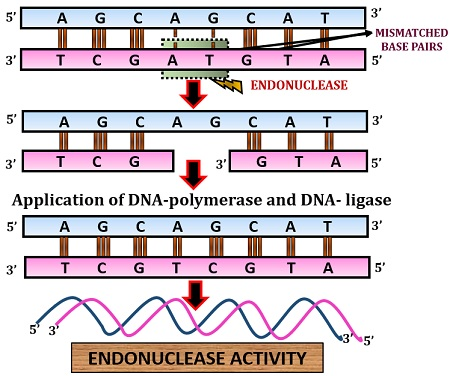 5' A G C A G C A T 3'
MISMATCHED
BASE PAIRS
3' T C G A T G T A 5'
ENDONUCLEASE
5' A G C A G C A T 3'
3' T C G 3' G T A 5'
Application of DNA-polymerase and DNA- ligase
5' A G C A G C A T 3'
3' T C G T C G T A 5'
5' 3' 3' 5'
ENDONUCLEASE ACTIVITY